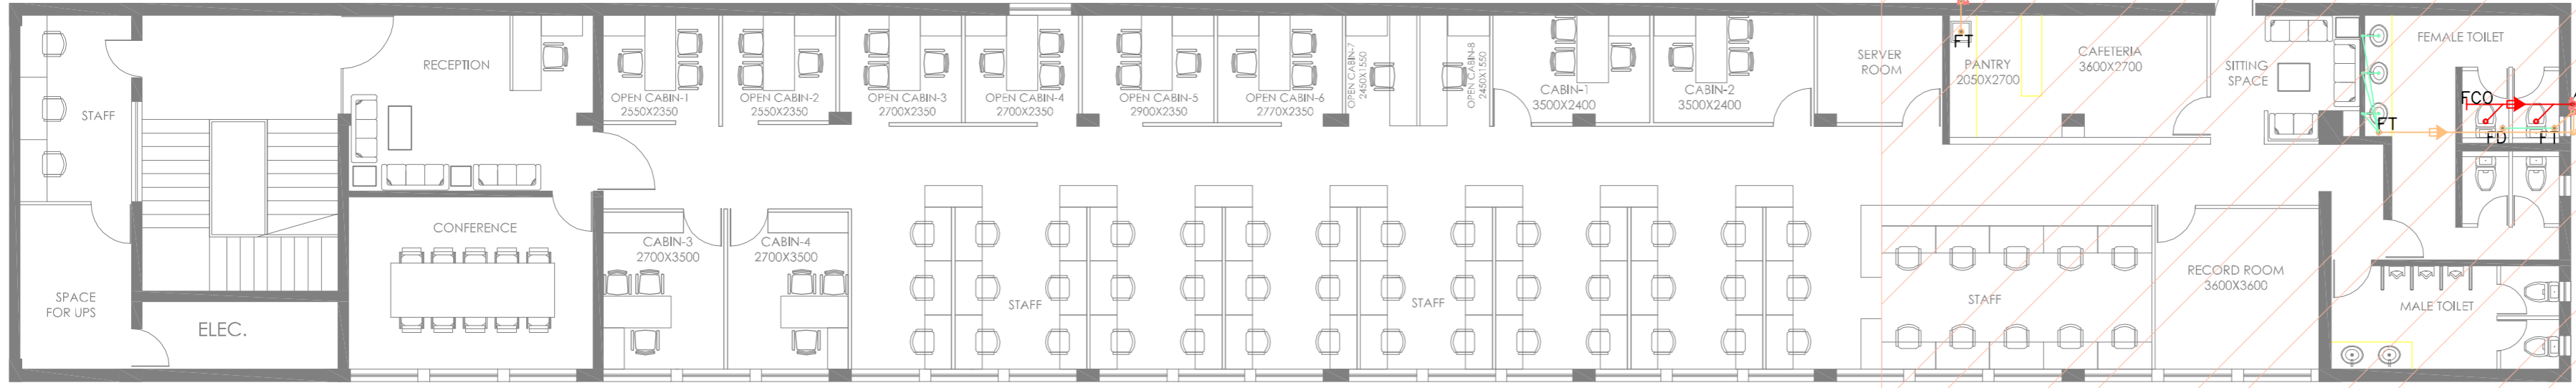 STAFF
SPACE
FOR UPS
ELEC.
RECEPTION
CONFERENCE
OPEN CABIN-1
2550X2350
OPEN CABIN-2
2550X2350
OPEN CABIN-3
2700X2350
OPEN CABIN-4
2700X2350
OPEN CABIN-5
2900X2350
OPEN CABIN-6
2770X2350
OPEN CABIN-7
2450X1550
OPEN CABIN-8
2450X1550
CABIN-1
3500X2400
CABIN-2
3500X2400
SERVER
ROOM
FT
PANTRY
2050X2700
CAFETERIA
3600X2700
SITTING
SPACE
FEMALE TOILET
FCO
FT
FD
FT
CABIN-3
2700X3500
CABIN-4
2700X3500
STAFF
STAFF
STAFF
RECORD ROOM
3600X3600
MALE TOILET